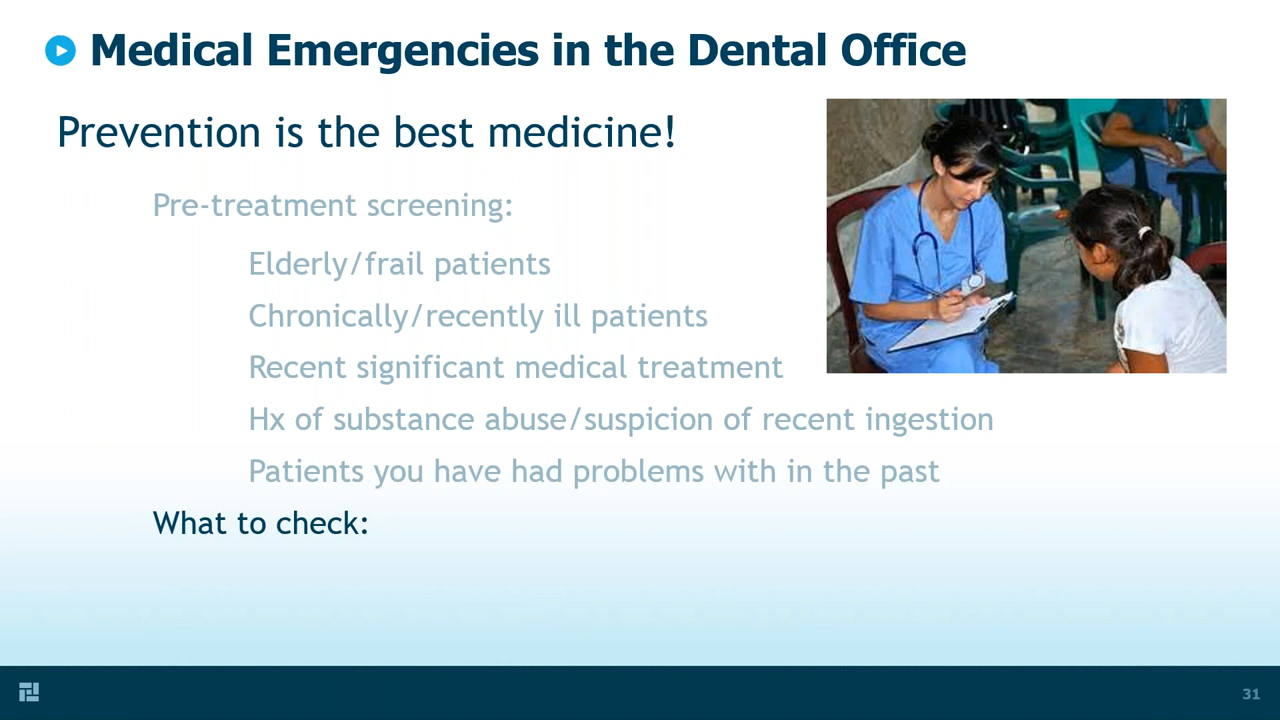 Medical Emergencies in the Dental Office
Prevention is the best medicine!
Pre-treatment screening:
Elderly/frail patients
Chronically/recently ill patients
Recent significant medical treatment
Hx of substance abuse/suspicion of recent ingestion
Patients you have had problems with in the past
What to check:
31